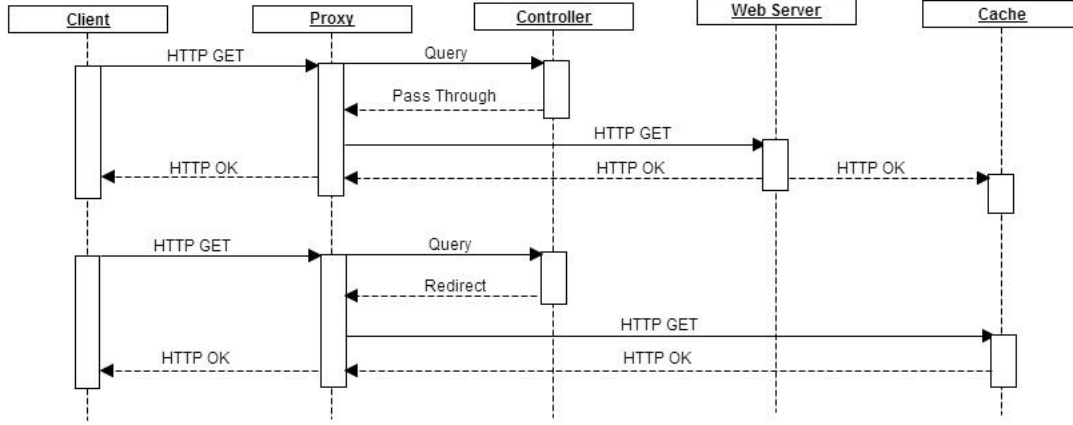 Client
Proxy
Controller
Web Server
Cache
HTTP GET
Query
Pass Through
HTTP GET
HTTP OK
HTTP OK
HTTP OK
HTTP GET
Query
Redirect
HTTP GET
HTTP OK
HTTP OK